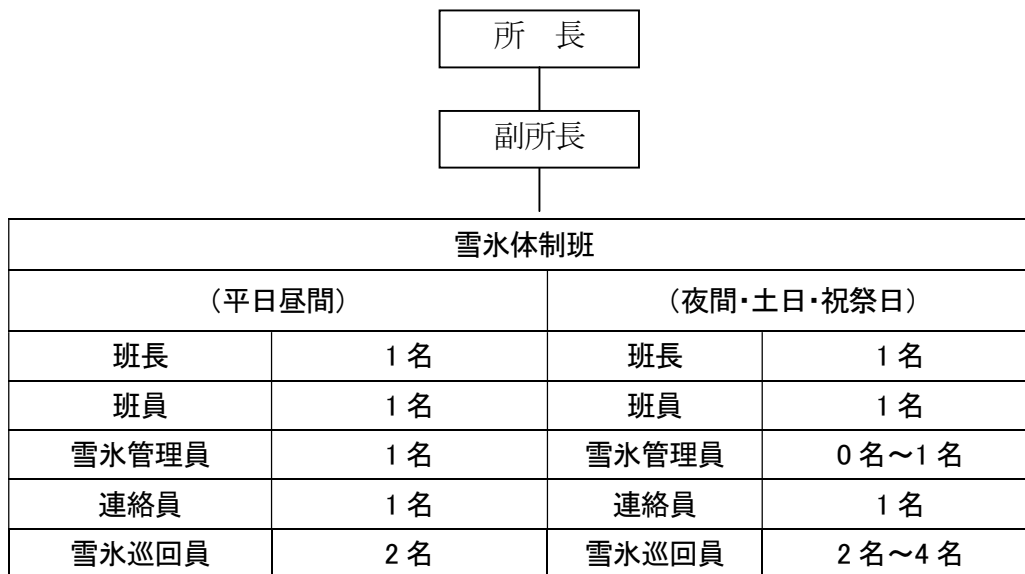 所　長
副所長
雪氷体制班
（平日昼間） （夜間・土日・祝祭日）
班長 1名 班長 1名
班員 1名 班員 1名
雪氷管理員 1名 雪氷管理員 0名～1名
連絡員 1名 連絡員 1名
雪氷巡回員 2名 雪氷巡回員 2名～4名